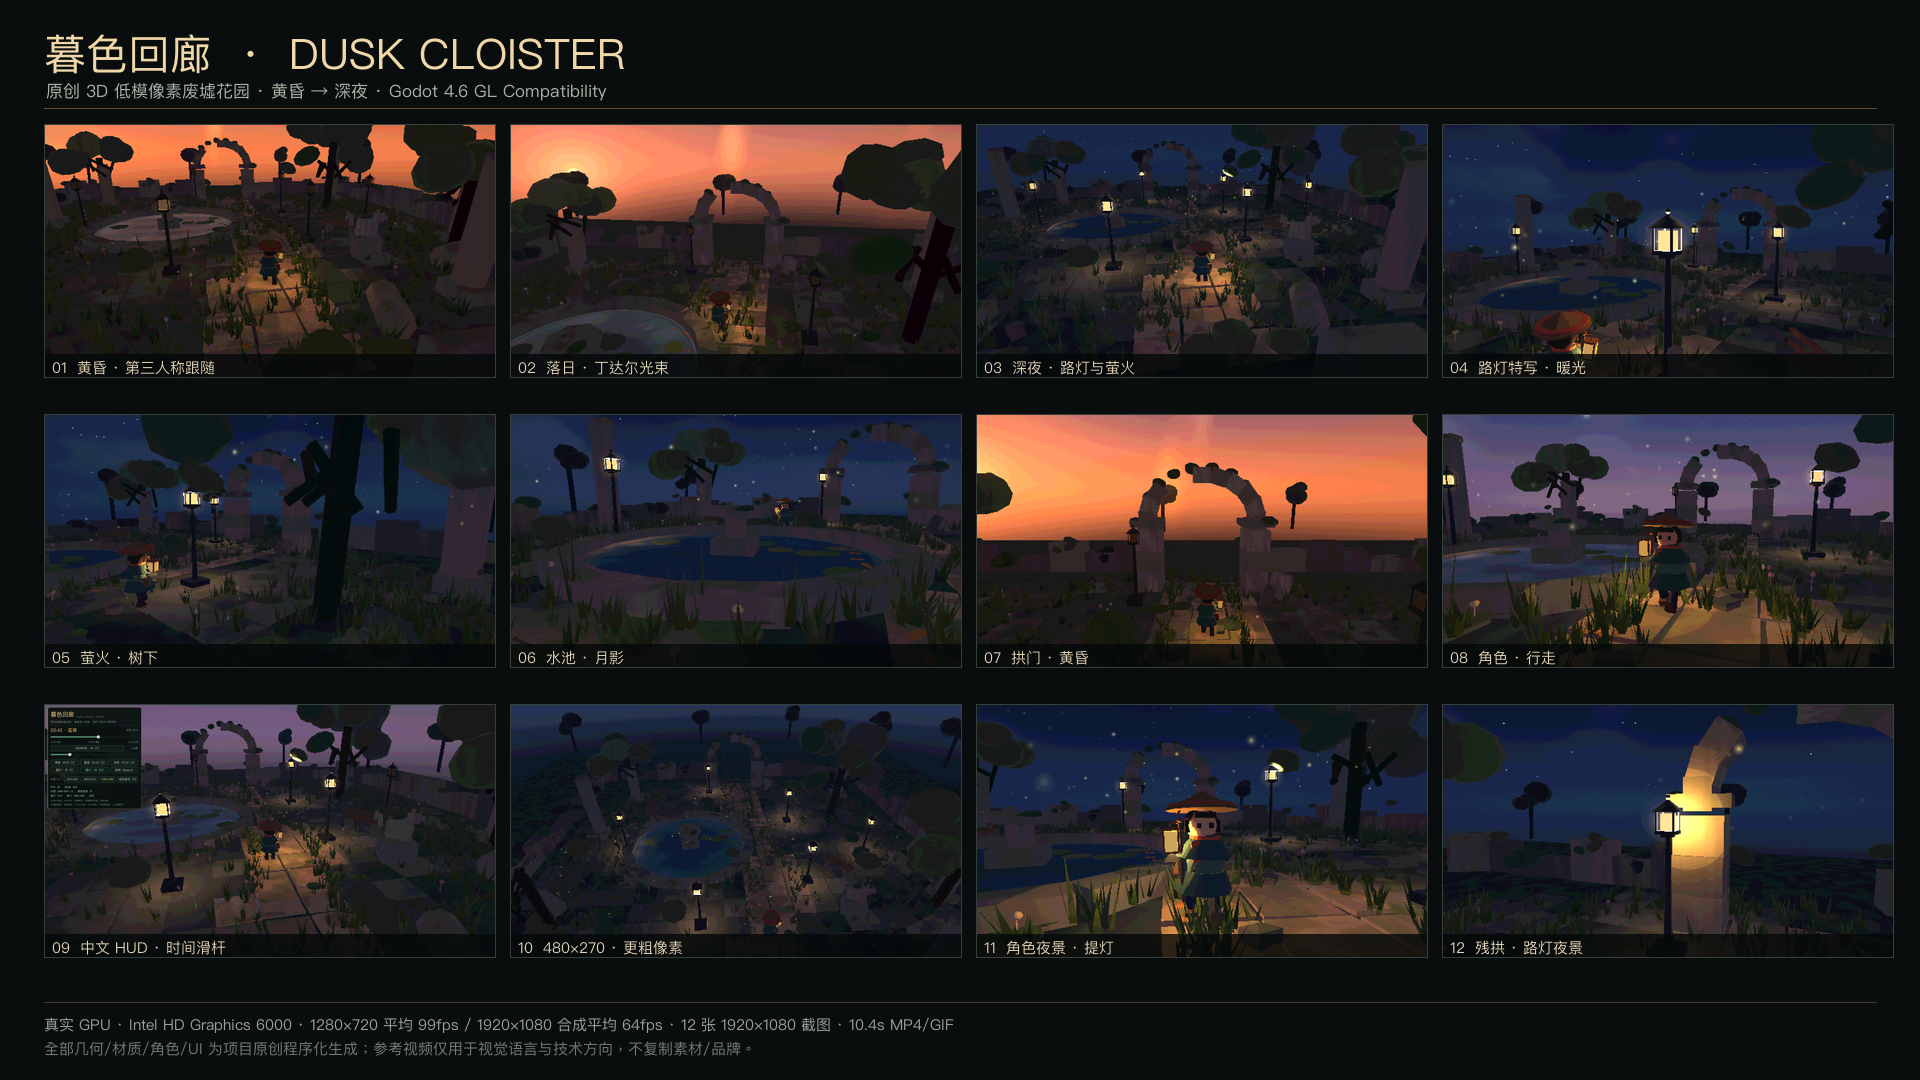 暮色回廊 · DUSK CLOISTER
原创 3D 低模像素废墟花园 · 黄昏 → 深夜 · Godot 4.6 GL Compatibility
01 黄昏 · 第三人称跟随
02 落日 · 丁达尔光束
03 深夜 · 路灯与萤火
04 路灯特写 · 暖光
05 萤火 · 树下
06 水池 · 月影
07 拱门 · 黄昏
08 角色 · 行走
暮色回廊
09 中文 HUD · 时间滑杆
10 480×270 · 更粗像素
11 角色夜景 · 提灯
12 残拱 · 路灯夜景
真实 GPU · Intel HD Graphics 6000 · 1280×720 平均 99fps / 1920×1080 合成平均 64fps · 12 张 1920×1080 截图 · 10.4s MP4/GIF
全部几何/材质/角色/UI 为项目原创程序化生成；参考视频仅用于视觉语言与技术方向，不复制素材/品牌。